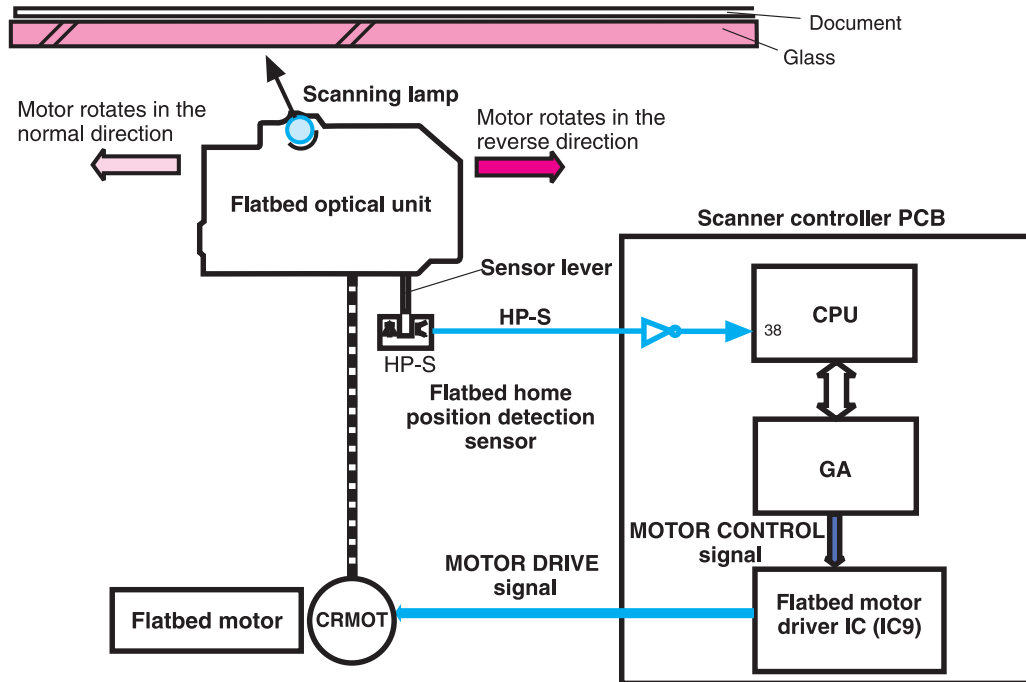 Document
Glass
Scanning lamp
Motor rotates in the
normal direction
Motor rotates in the
reverse direction
Flatbed optical unit
Scanner controller PCB
Sensor lever
HP-S
38
CPU
HP-S
Flatbed home
position detection
sensor
GA
MOTOR CONTROL
signal
MOTOR DRIVE
signal
Flatbed motor
CRMOT
Flatbed motor
driver IC (IC9)